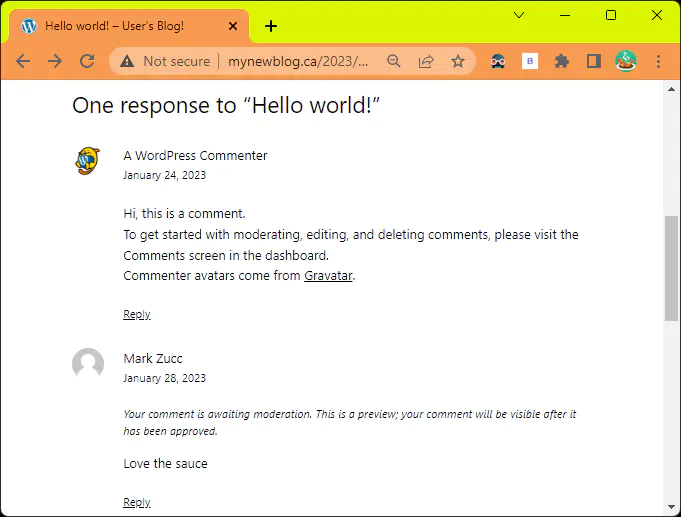 Hello world! – User's Blog!
Not secure | mynewblog.ca/2023/...
B
One response to “Hello world!”
A WordPress Commenter
January 24, 2023
Hi, this is a comment.
To get started with moderating, editing, and deleting comments, please visit the
Comments screen in the dashboard.
Commenter avatars come from Gravatar.
Reply
Mark Zucc
January 28, 2023
Your comment is awaiting moderation. This is a preview; your comment will be visible after it
has been approved.
Love the sauce
Reply